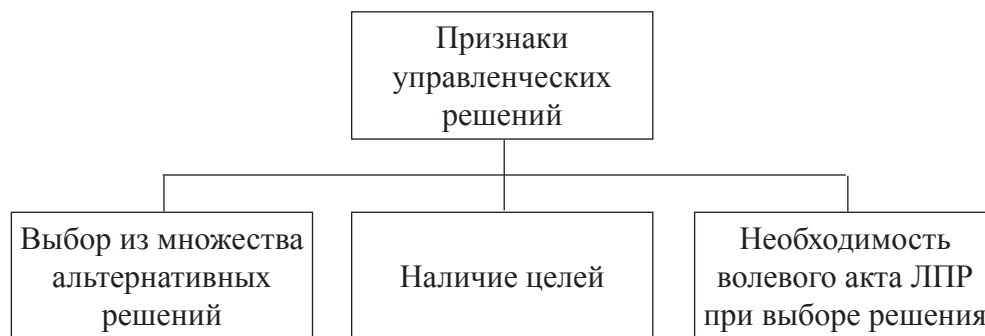 Признаки
управленческих
решений
Выбор из множества
альтернативных
решений
Наличие целей
Необходимость
волевого акта ЛПР
при выборе решения